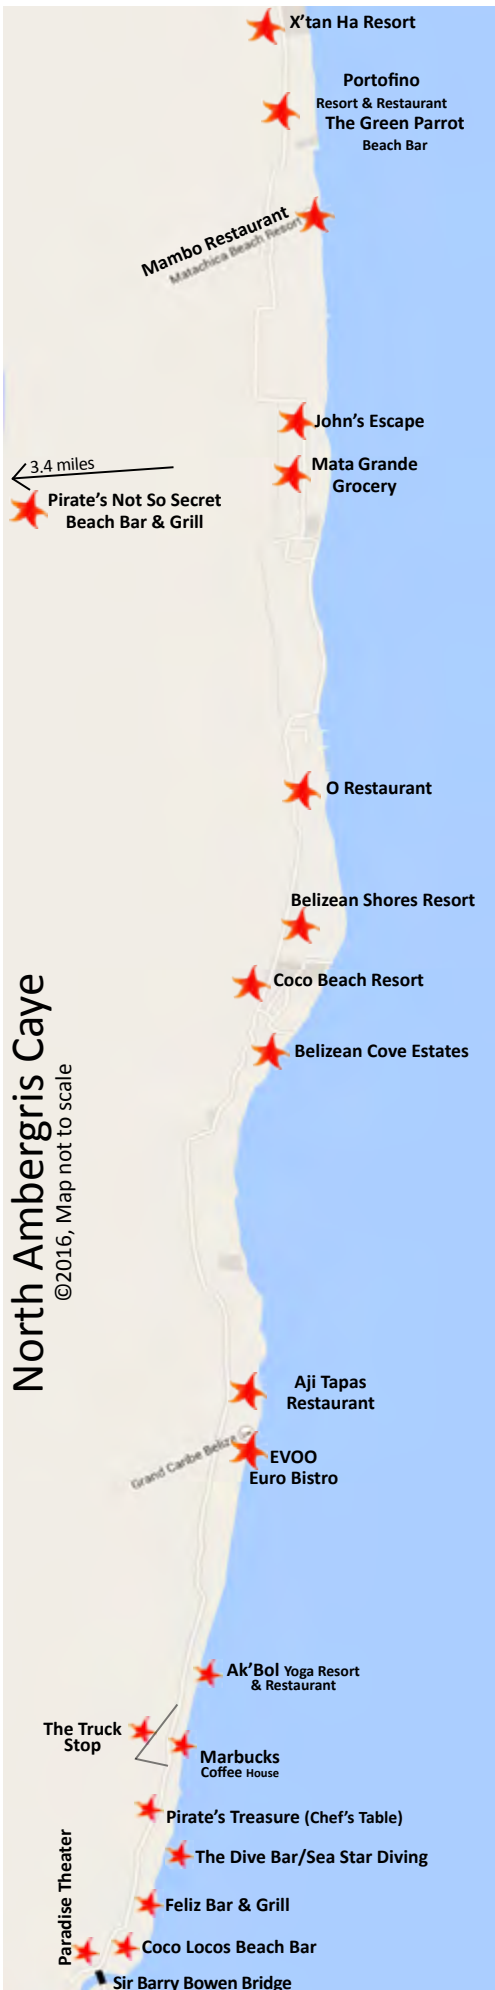 X'tan Ha Resort
Portofino
Resort & Restaurant
The Green Parrot
Beach Bar
Mambo Restaurant
Matachica Beach Resort
John's Escape
3.4 miles
Mata Grande
Grocery
Pirate's Not So Secret
Beach Bar & Grill
O Restaurant
Belizean Shores Resort
Coco Beach Resort
Belizean Cove Estates
North Ambergris Caye
©2016, Map not to scale
Aji Tapas
Restaurant
Grand Caribe Belize
EVOO
Euro Bistro
Ak'Bol Yoga Resort
& Restaurant
The Truck
Stop
Marbucks
Coffee House
Pirate's Treasure (Chef's Table)
The Dive Bar/Sea Star Diving
Feliz Bar & Grill
Paradise Theater
Coco Locos Beach Bar
Sir Barry Bowen Bridge